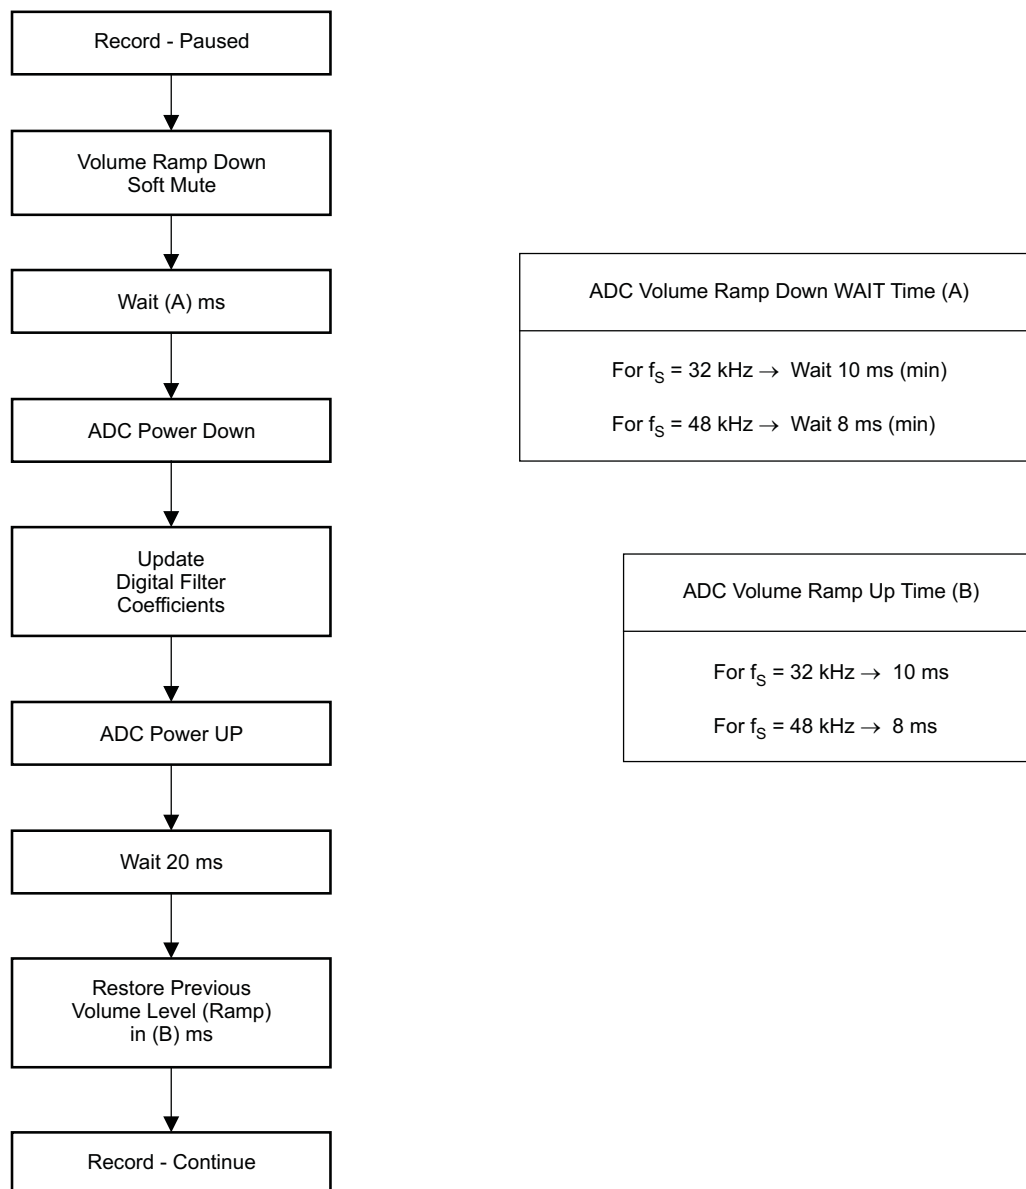 Record - Paused
Volume Ramp Down
Soft Mute
Wait (A) ms
ADC Power Down
Update
Digital Filter
Coefficients
ADC Power UP
Wait 20 ms
Restore Previous
Volume Level (Ramp)
in (B) ms
Record - Continue
ADC Volume Ramp Down WAIT Time (A)
For fS = 32 kHz → Wait 10 ms (min)
For fS = 48 kHz → Wait 8 ms (min)
ADC Volume Ramp Up Time (B)
For fS = 32 kHz → 10 ms
For fS = 48 kHz → 8 ms